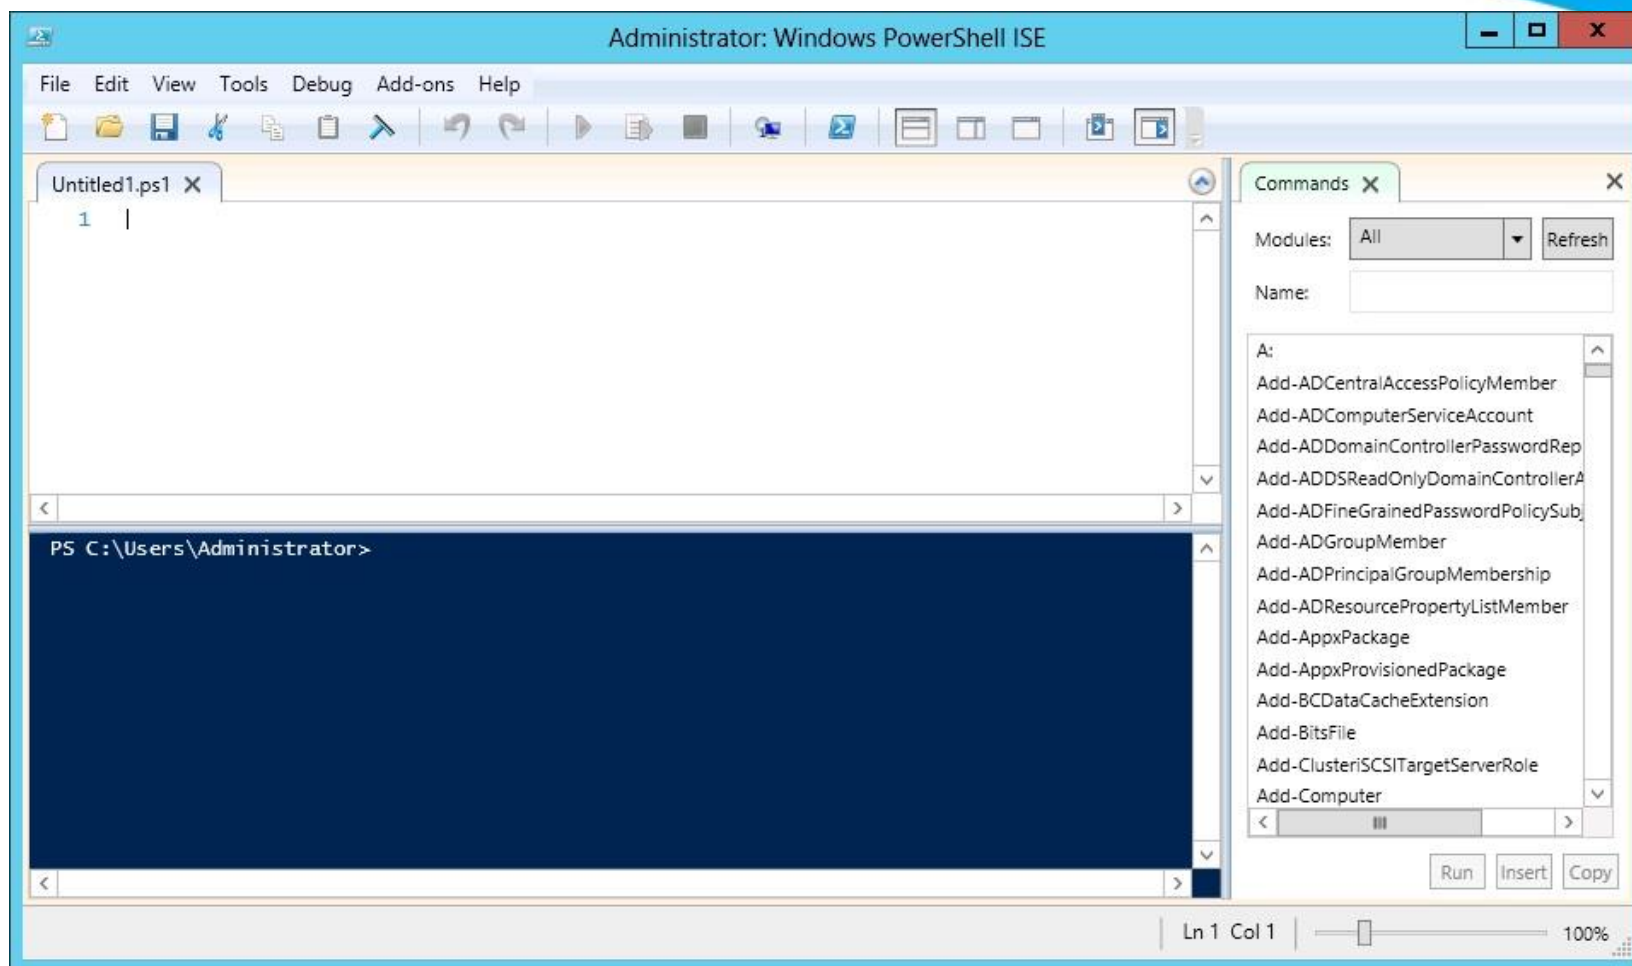 Administrator: Windows PowerShell ISE
File Edit View Tools Debug Add-ons Help
Untitled1.ps1
1
PS C:\Users\Administrator>
Commands
Modules: All Refresh
Name:
A:
Add-ADCentralAccessPolicyMember
Add-ADComputerServiceAccount
Add-ADDomainControllerPasswordRep
Add-ADDSReadOnlyDomainControllerA
Add-ADFineGrainedPasswordPolicySubj
Add-ADGroupMember
Add-ADPrincipalGroupMembership
Add-ADResourcePropertyListMember
Add-AppxPackage
Add-AppxProvisionedPackage
Add-BCDataCacheExtension
Add-BitsFile
Add-ClusteriSCSITargetServerRole
Add-Computer
Run Insert Copy
Ln 1 Col 1 100%